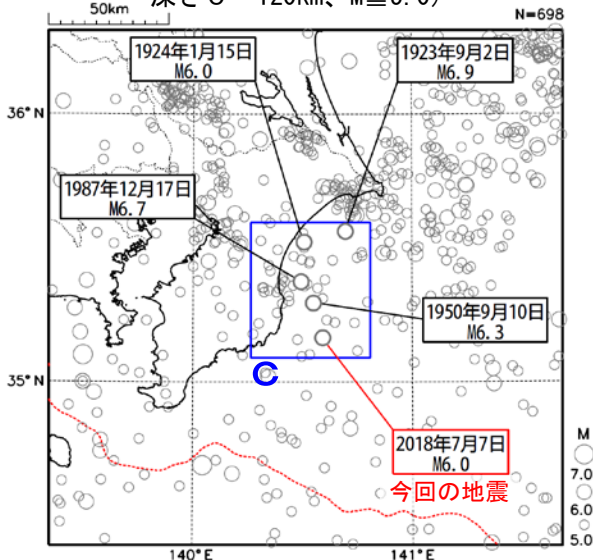 50km
N=698
1924年1月15日
M6.0
1923年9月2日
M6.9
36°N
1987年12月17日
M6.7
1950年9月10日
M6.3
35°N
C
2018年7月7日
M6.0
今回の地震
M
7.0
6.0
5.0
140°E
141°E